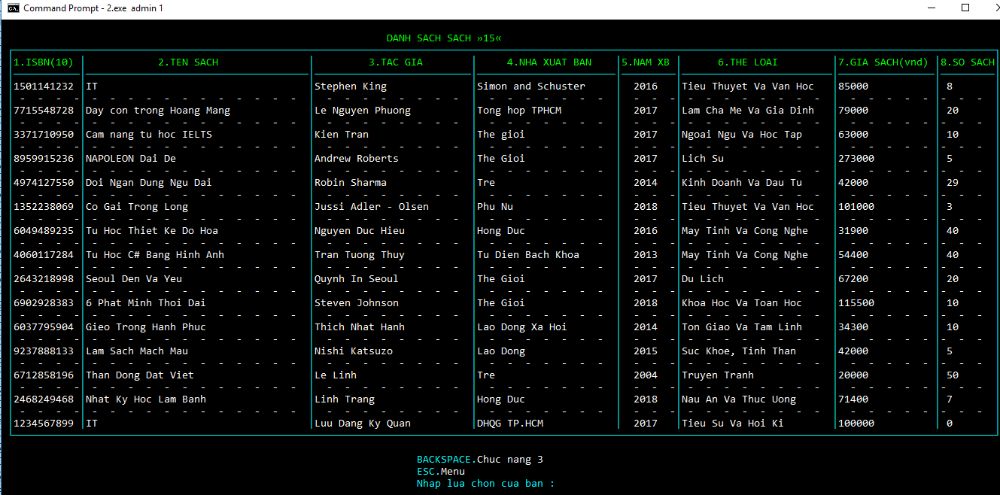 Command Prompt - 2.exe admin 1
DANH SACH SACH »15«
1.ISBN(10) 2.TEN SACH 3.TAC GIA 4.NHA XUAT BAN 5.NAM XB 6.THE LOAI 7.GIA SACH(vnd) 8.SO SACH
1501141232 IT Stephen King Simon and Schuster 2016 Tieu Thuyet Va Van Hoc 85000 8
7715548728 Day con trong Hoang Mang Le Nguyen Phuong Tong hop TPHCM 2017 Lam Cha Me Va Gia Dinh 79000 20
3371710950 Cam nang tu hoc IELTS Kien Tran The gioi 2017 Ngoai Ngu Va Hoc Tap 63000 10
8959915236 NAPOLEON Dai De Andrew Roberts The Gioi 2017 Lich Su 273000 5
4974127550 Doi Ngan Dung Ngu Dai Robin Sharma Tre 2014 Kinh Doanh Va Dau Tu 42000 29
1352238069 Co Gai Trong Long Jussi Adler - Olsen Phu Nu 2018 Tieu Thuyet Va Van Hoc 101000 3
6049489235 Tu Hoc Thiet Ke Do Hoa Nguyen Duc Hieu Hong Duc 2016 May Tinh Va Cong Nghe 31900 40
4060117284 Tu Hoc C# Bang Hinh Anh Tran Tuong Thuy Tu Dien Bach Khoa 2013 May Tinh Va Cong Nghe 54400 40
2643218998 Seoul Den Va Yeu Quynh In Seoul The Gioi 2017 Du Lich 67200 20
6902928383 6 Phat Minh Thoi Dai Steven Johnson The Gioi 2018 Khoa Hoc Va Toan Hoc 115500 10
6037795904 Gieo Trong Hanh Phuc Thich Nhat Hanh Lao Dong Xa Hoi 2014 Ton Giao Va Tam Linh 34300 10
9237888133 Lam Sach Mach Mau Nishi Katsuzo Lao Dong 2015 Suc Khoe, Tinh Than 42000 5
6712858196 Than Dong Dat Viet Le Linh Tre 2004 Truyen Tranh 20000 50
2468249468 Nhat Ky Hoc Lam Banh Linh Trang Hong Duc 2018 Nau An Va Thuc Uong 71400 7
1234567899 IT Luu Dang Ky Quan DHQG TP.HCM 2017 Tieu Su Va Hoi Ki 100000 0
BACKSPACE.Chuc nang 3
ESC.Menu
Nhap lua chon cua ban :